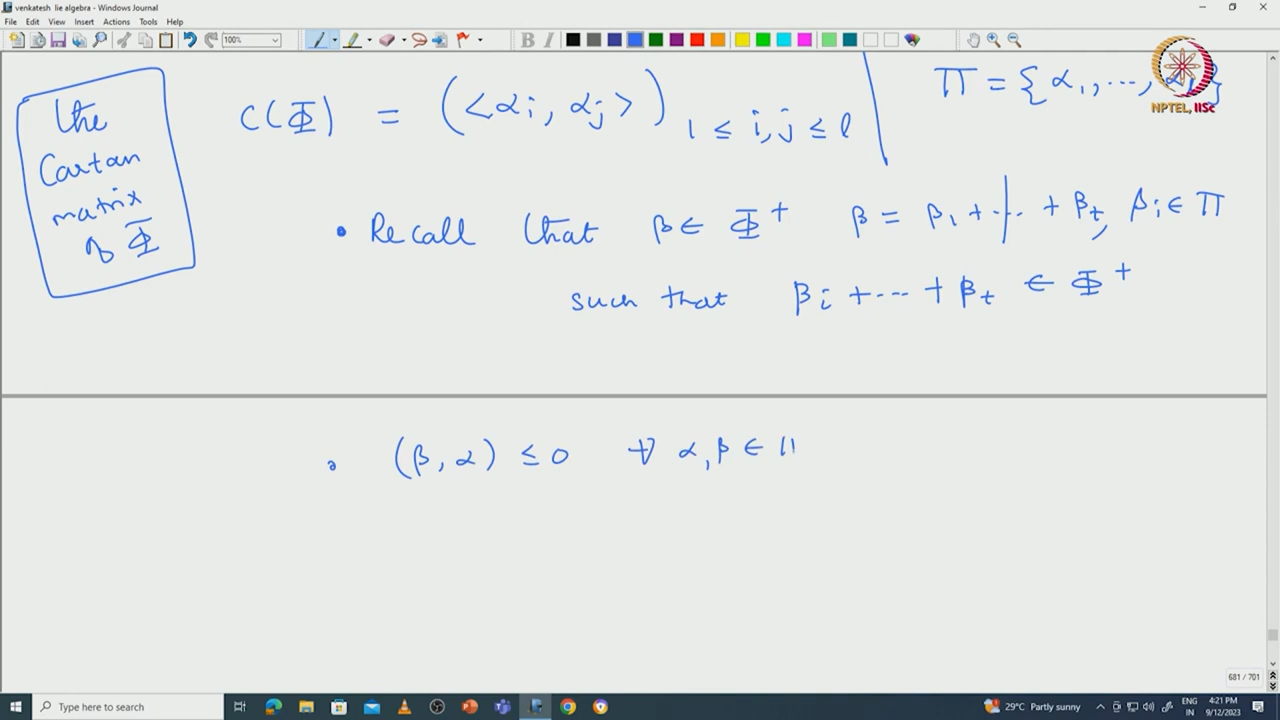 venkatesh lie algebra - Windows Journal
File Edit View Insert Actions Tools Help
100%
B I
the
Cartan
matrix
of Φ
C(Φ) = (<αi, αj>) 1 ≤ i,j ≤ l
Π = {α1, ..., αl}
NPTEL, IISc
• Recall that β ∈ Φ+ β = β1 + ... + βt, βi ∈ Π
such that βi + ... + βt ∈ Φ+
• (β, α) ≤ 0 ∀ α, β ∈ Π
681 / 701
Type here to search
29°C Partly sunny
ENG
IN
4:21 PM
9/12/2023